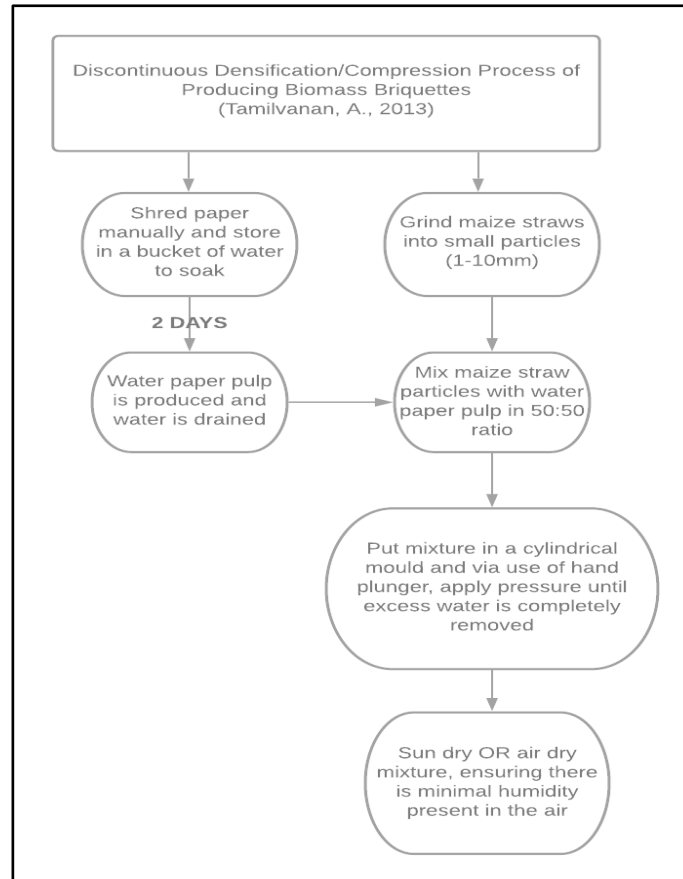 Discontinuous Densification/Compression Process of
Producing Biomass Briquettes
(Tamilvanan, A., 2013)
Shred paper
manually and store
in a bucket of water
to soak
Grind maize straws
into small particles
(1-10mm)
2 DAYS
Water paper pulp
is produced and
water is drained
Mix maize straw
particles with water
paper pulp in 50:50
ratio
Put mixture in a cylindrical
mould and via use of hand
plunger, apply pressure until
excess water is completely
removed
Sun dry OR air dry
mixture, ensuring there
is minimal humidity
present in the air